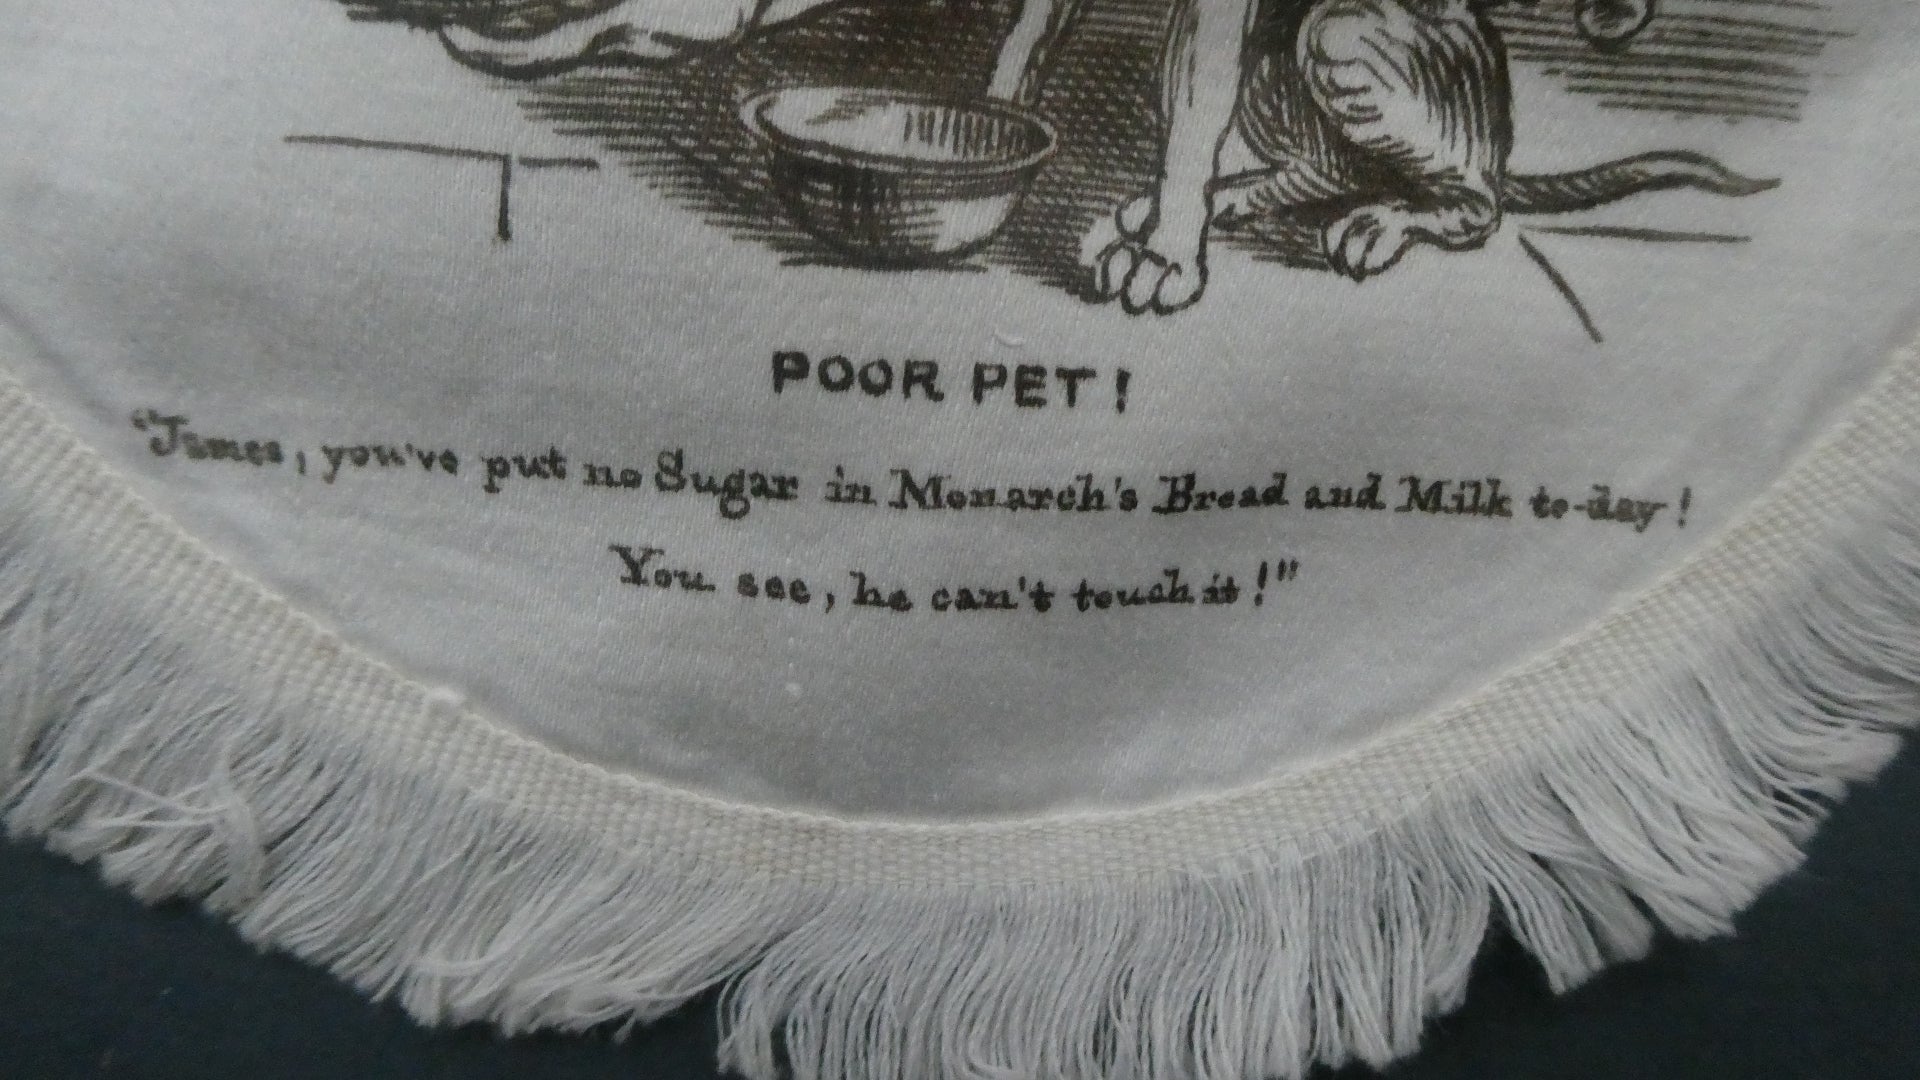 POOR PET!
"James, you've put no Sugar in Monarch's Bread and Milk to-day!
You see, he can't touch it!"